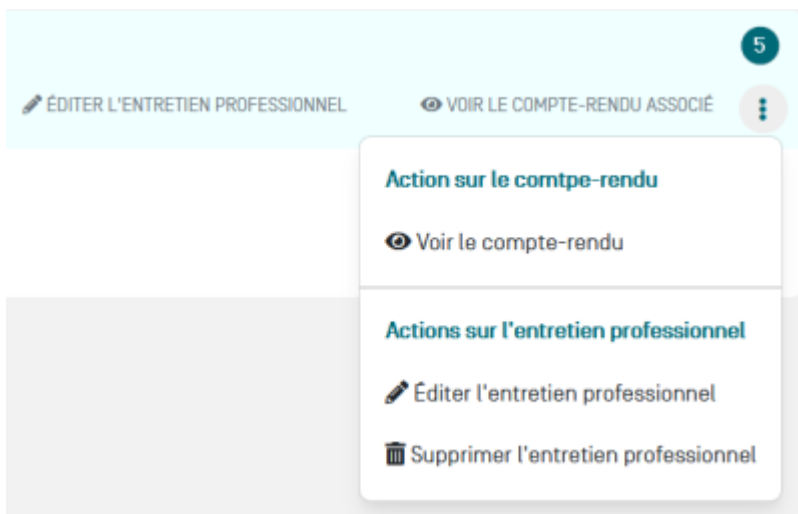 5
ÉDITER L'ENTRETIEN PROFESSIONNEL
VOIR LE COMPTE-RENDU ASSOCIÉ
Action sur le comtpe-rendu
Voir le compte-rendu
Actions sur l'entretien professionnel
Éditer l'entretien professionnel
Supprimer l'entretien professionnel